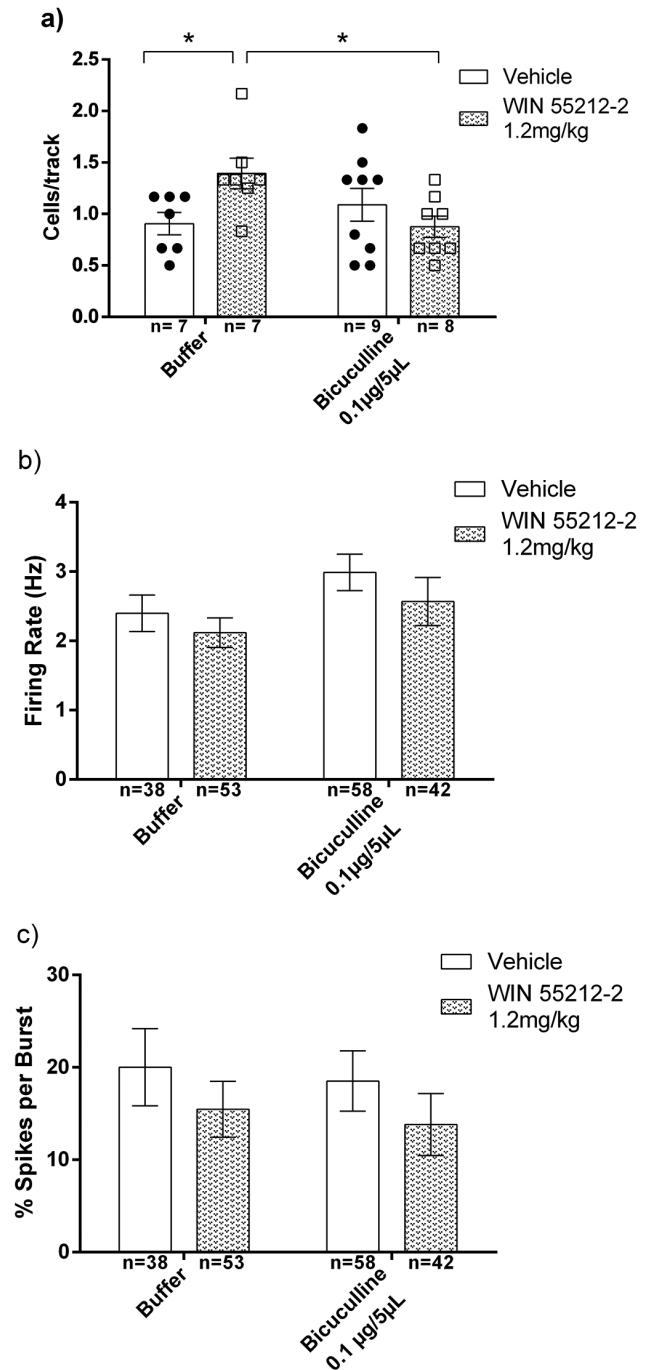 a)
*
*
2.5
2.0
1.5
1.0
0.5
0.0
Cells/track
Vehicle
WIN 55212-2
1.2mg/kg
n= 7
n= 7
n= 9
n= 8
Buffer
Bicuculline
0.1µg/5µL
b)
4
3
2
1
0
Firing Rate (Hz)
Vehicle
WIN 55212-2
1.2mg/kg
n=38
n=53
n=58
n=42
Buffer
Bicuculline
0.1µg/5µL
c)
30
20
10
0
% Spikes per Burst
Vehicle
WIN 55212-2
1.2mg/kg
n=38
n=53
n=58
n=42
Buffer
Bicuculline
0.1 µg/5µL